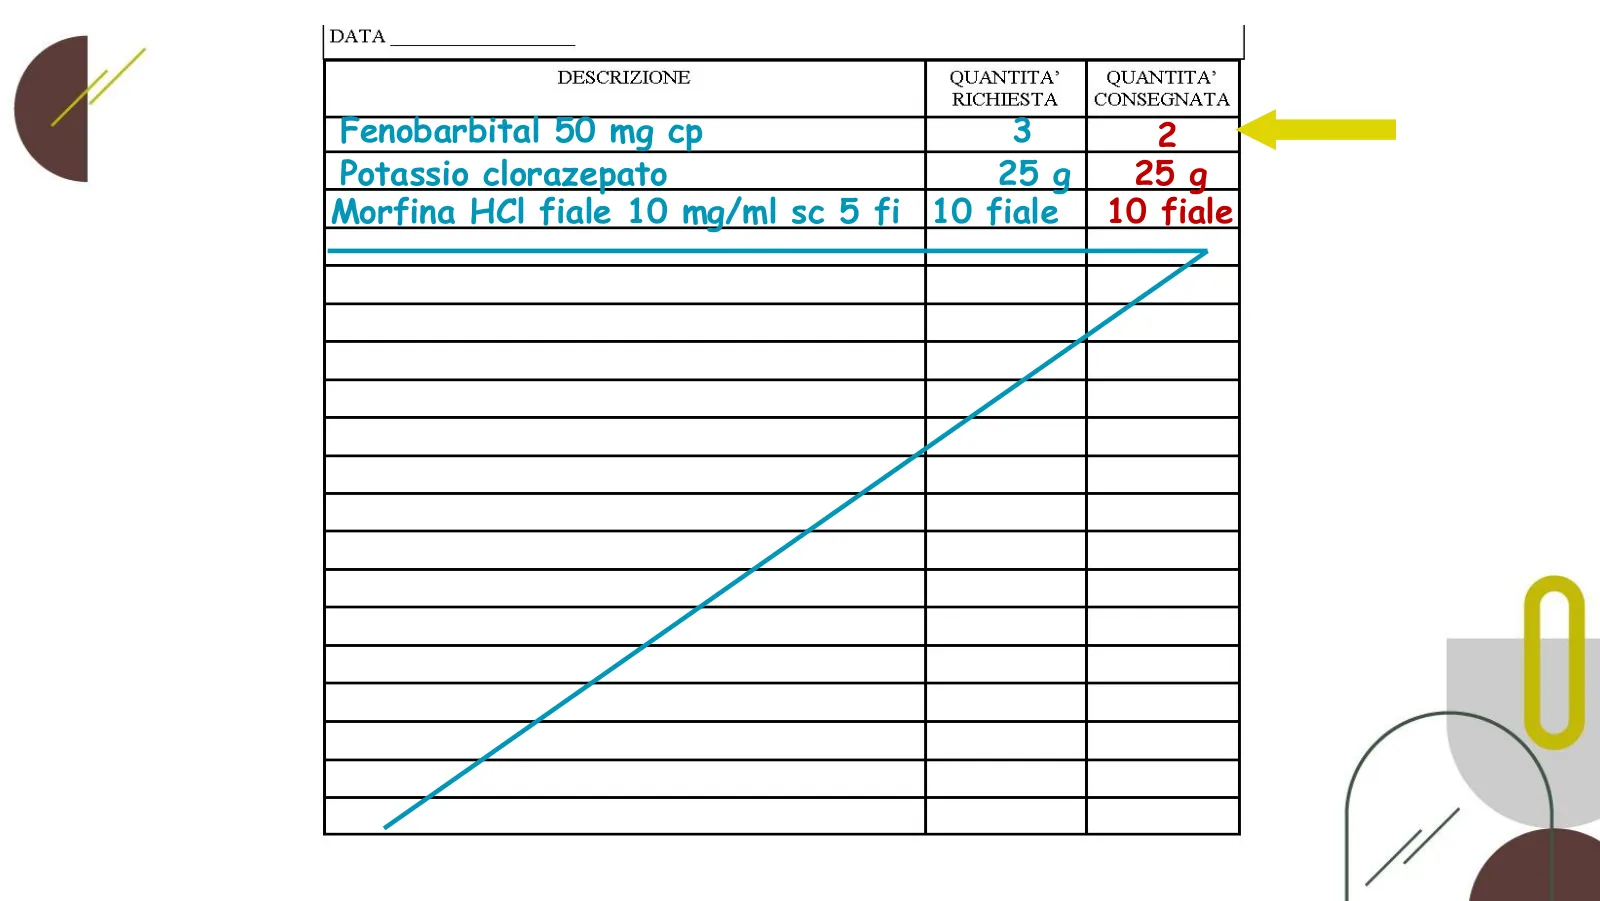 DATA ___________________
DESCRIZIONE QUANTITA' RICHIESTA QUANTITA' CONSEGNATA
Fenobarbital 50 mg cp 3 2
Potassio clorazepato 25 g 25 g
Morfina HCl fiale 10 mg/ml sc 5 fi 10 fiale 10 fiale